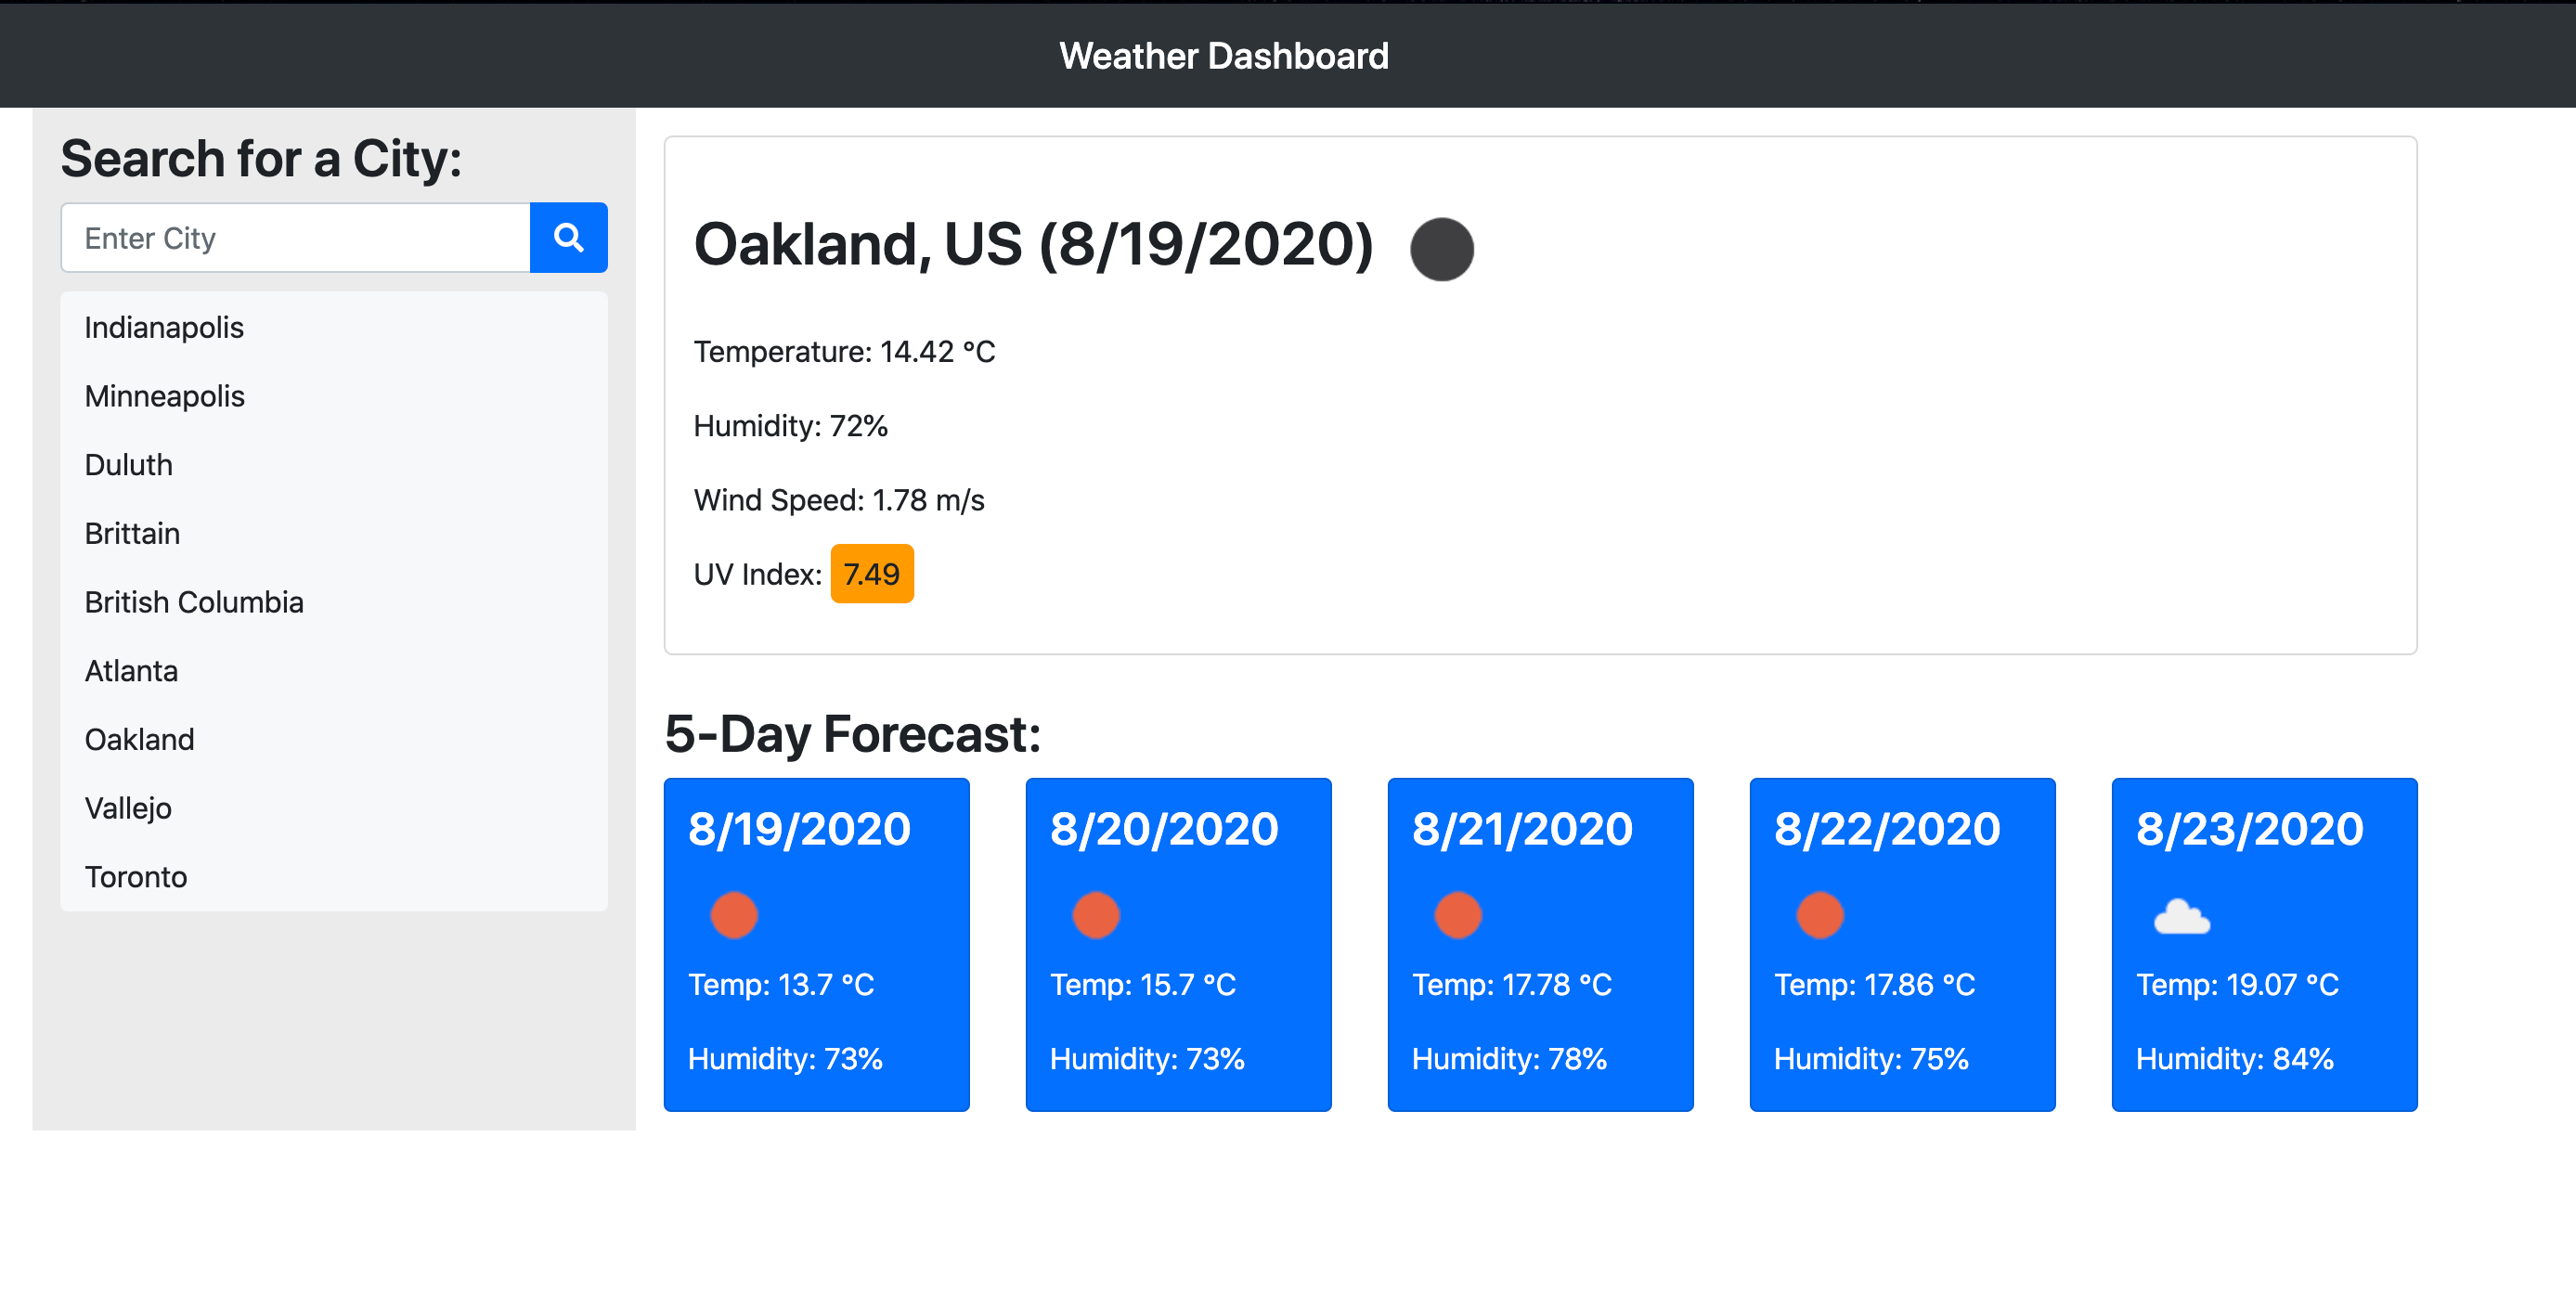 Weather Dashboard
Search for a City:
Enter City
Indianapolis
Minneapolis
Duluth
Brittain
British Columbia
Atlanta
Oakland
Vallejo
Toronto
Oakland, US (8/19/2020)
Temperature: 14.42 °C
Humidity: 72%
Wind Speed: 1.78 m/s
UV Index: 7.49
5-Day Forecast:
8/19/2020
Temp: 13.7 °C
Humidity: 73%
8/20/2020
Temp: 15.7 °C
Humidity: 73%
8/21/2020
Temp: 17.78 °C
Humidity: 78%
8/22/2020
Temp: 17.86 °C
Humidity: 75%
8/23/2020
Temp: 19.07 °C
Humidity: 84%